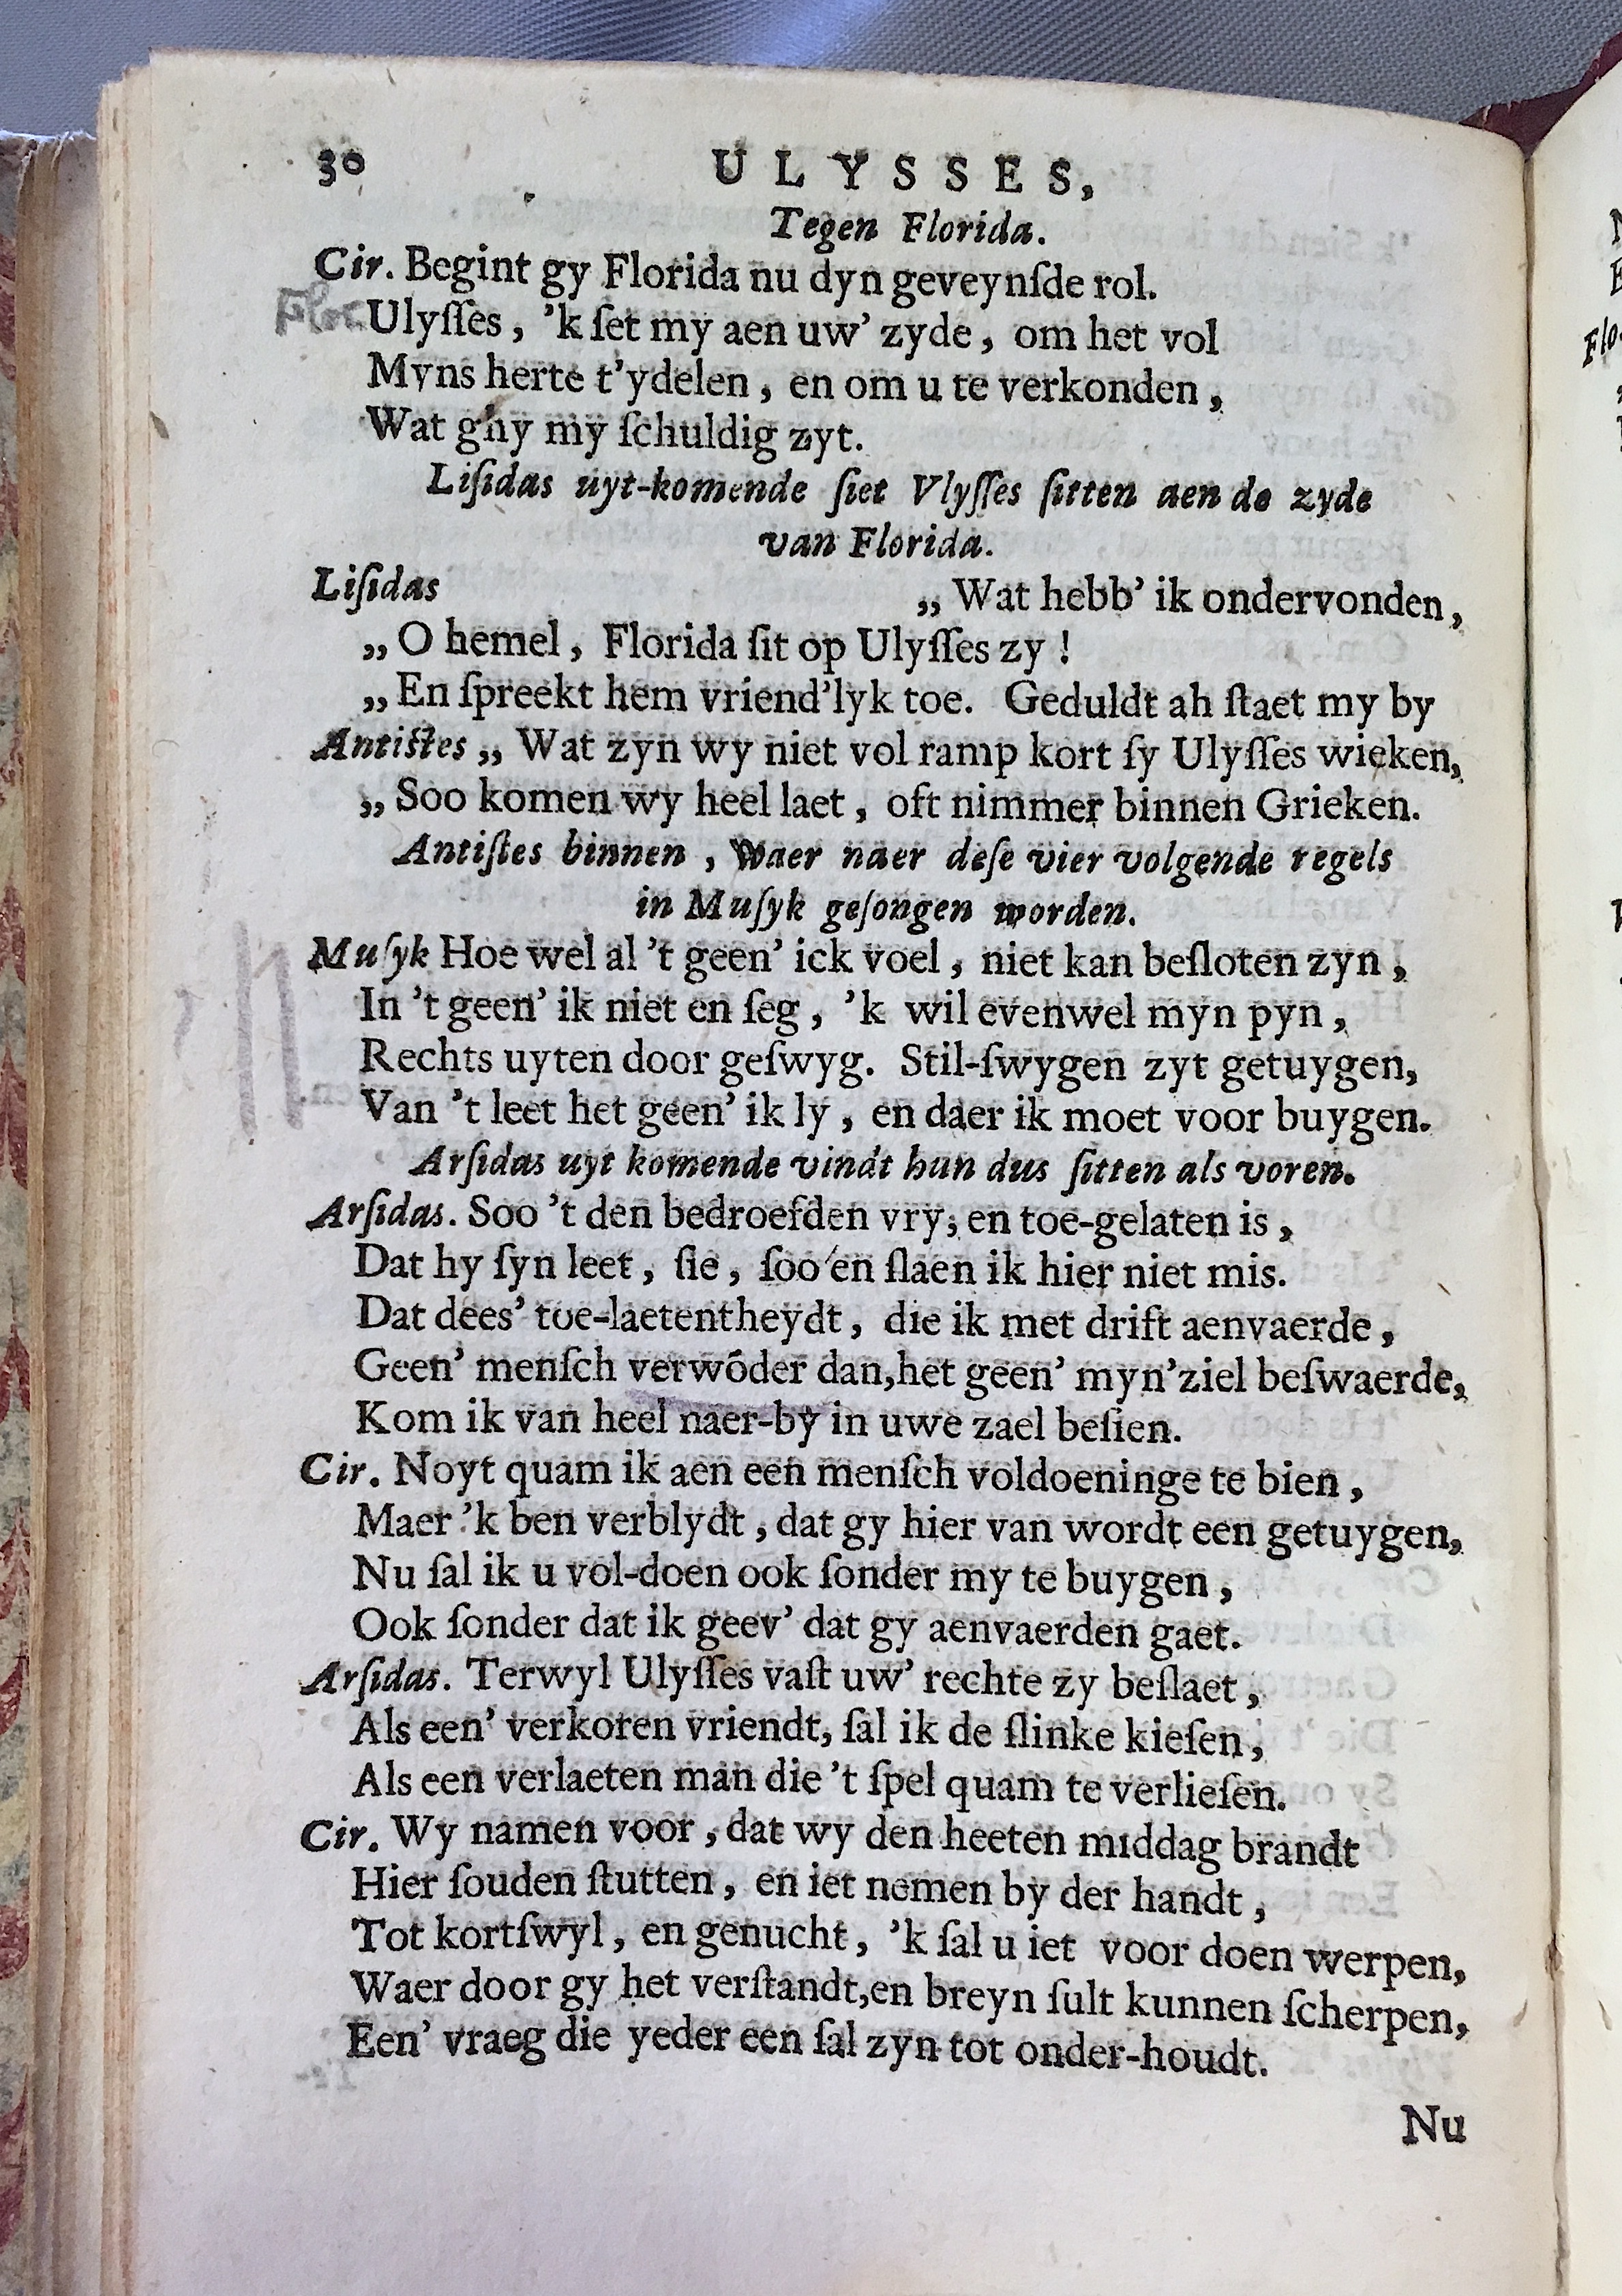 30 ULYSSES,
Tegen Florida.
Cir. Begint gy Florida nu dyn geveynſde rol.
Flor. Ulyſſes, 'k ſet my aen uw' zyde, om het vol
Myns herte t'ydelen, en om u te verkonden,
Wat ghy my ſchuldig zyt.
Liſidas uyt-komende ſiet Vlyſſes ſitten aen de zyde
van Florida.
Liſidas „ Wat hebb' ik ondervonden,
„ O hemel, Florida ſit op Ulyſſes zy!
„ En ſpreekt hem vriend'lyk toe. Geduldt ah ſtaet my by
Antiſtes „ Wat zyn wy niet vol ramp kort ſy Ulyſſes wieken,
„ Soo komen wy heel laet, oft nimmer binnen Grieken.
Antiſtes binnen, waer naer deſe vier volgende regels
in Muſyk geſongen worden.
Muſyk Hoe wel al 't geen' ick voel, niet kan beſloten zyn,
In 't geen' ik niet en ſeg, 'k wil evenwel myn pyn,
Rechts uyten door geſwyg. Stil-ſwygen zyt getuygen,
Van 't leet het geen' ik ly, en daer ik moet voor buygen.
Arſidas uyt komende vindt hun dus ſitten als voren.
Arſidas. Soo 't den bedroefden vry, en toe-gelaten is,
Dat hy ſyn leet, ſie, ſoo en ſlaen ik hier niet mis.
Dat dees' toe-laetentheydt, die ik met drift aenvaerde,
Geen' menſch verwōder dan, het geen' myn' ziel beſwaerde,
Kom ik van heel naer-by in uwe zael beſien.
Cir. Noyt quam ik aen een menſch voldoeninge te bien,
Maer 'k ben verblydt, dat gy hier van wordt een getuygen,
Nu ſal ik u vol-doen ook ſonder my te buygen,
Ook ſonder dat ik geev' dat gy aenvaerden gaet.
Arſidas. Terwyl Ulyſſes vaſt uw' rechte zy beſlaet,
Als een' verkoren vriendt, ſal ik de ſlinke kieſen,
Als een verlaeten man die 't ſpel quam te verlieſen.
Cir. Wy namen voor, dat wy den heeten middag brandt
Hier ſouden ſtutten, en iet nemen by der handt,
Tot kortſwyl, en genucht, 'k ſal u iet voor doen werpen,
Waer door gy het verſtandt, en breyn ſult kunnen ſcherpen,
Een' vraeg die yeder een ſal zyn tot onder-houdt.
Nu